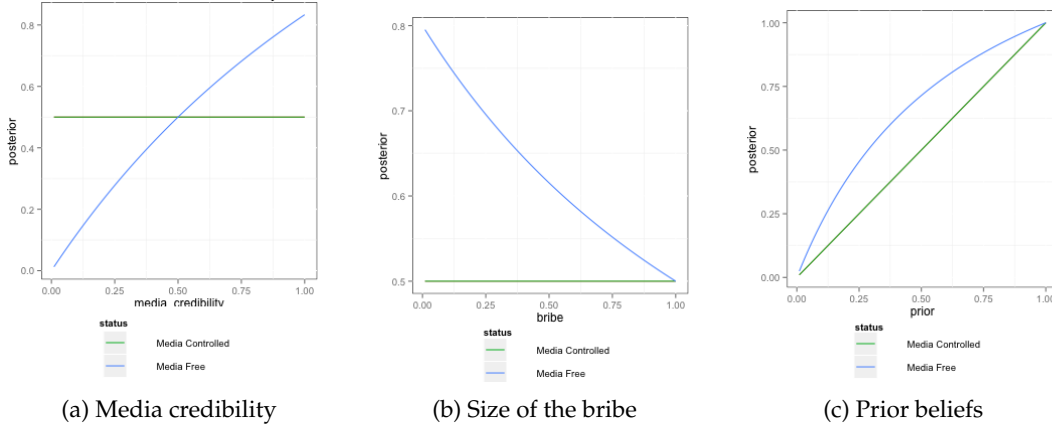 0.8
0.6
0.4
0.2
0.0
posterior
0.00 0.25 0.50 0.75 1.00
media_credibility
status
Media Controlled
Media Free
(a) Media credibility
0.8
0.7
0.6
0.5
posterior
0.00 0.25 0.50 0.75 1.00
bribe
status
Media Controlled
Media Free
(b) Size of the bribe
1.00
0.75
0.50
0.25
0.00
posterior
0.00 0.25 0.50 0.75 1.00
prior
status
Media Controlled
Media Free
(c) Prior beliefs